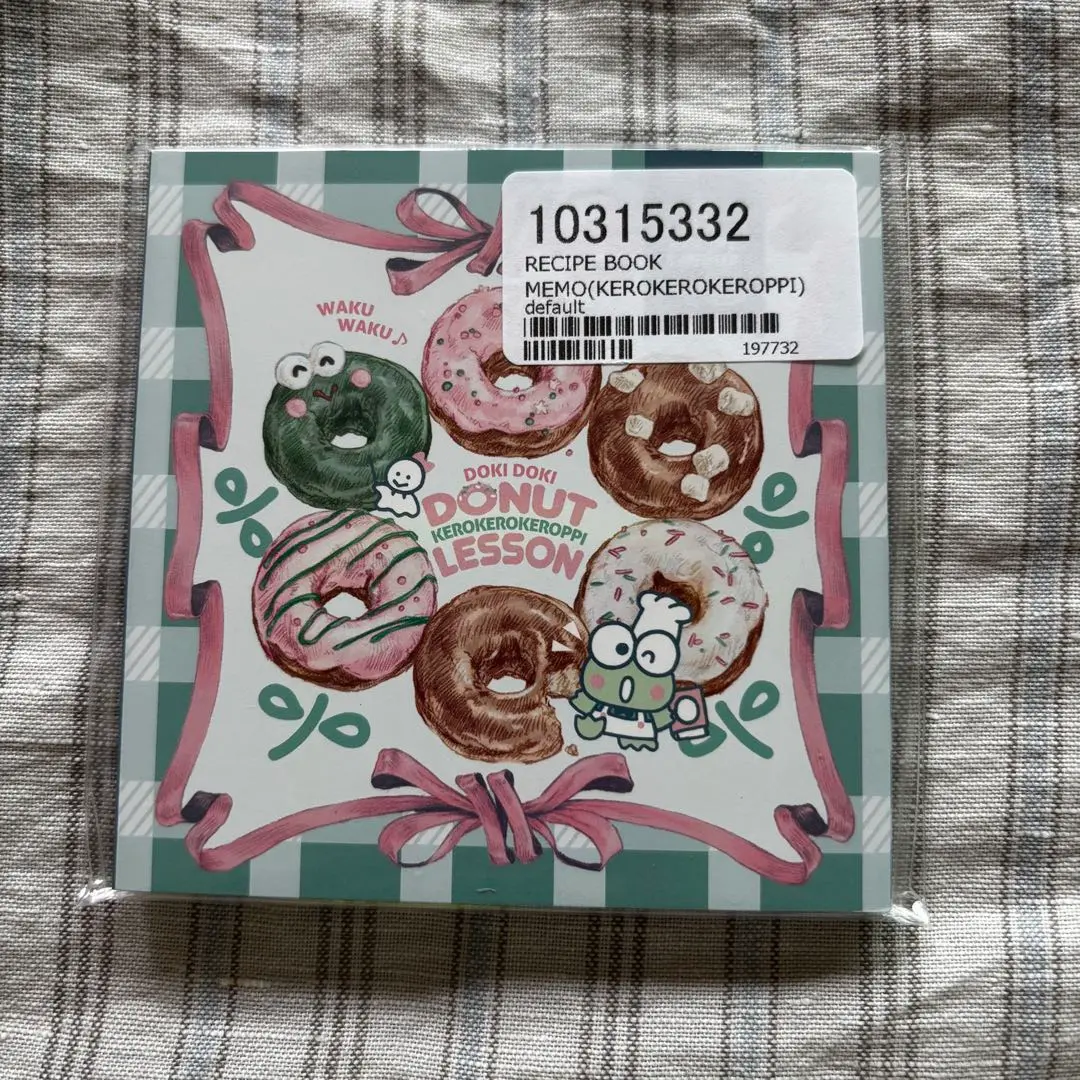 10315332
RECIPE BOOK
MEMO(KEROKEROKEROPPI)
default
197732
WAKU
WAKU♪
DOKI DOKI
DONUT
KEROKEROKEROPPI
LESSON